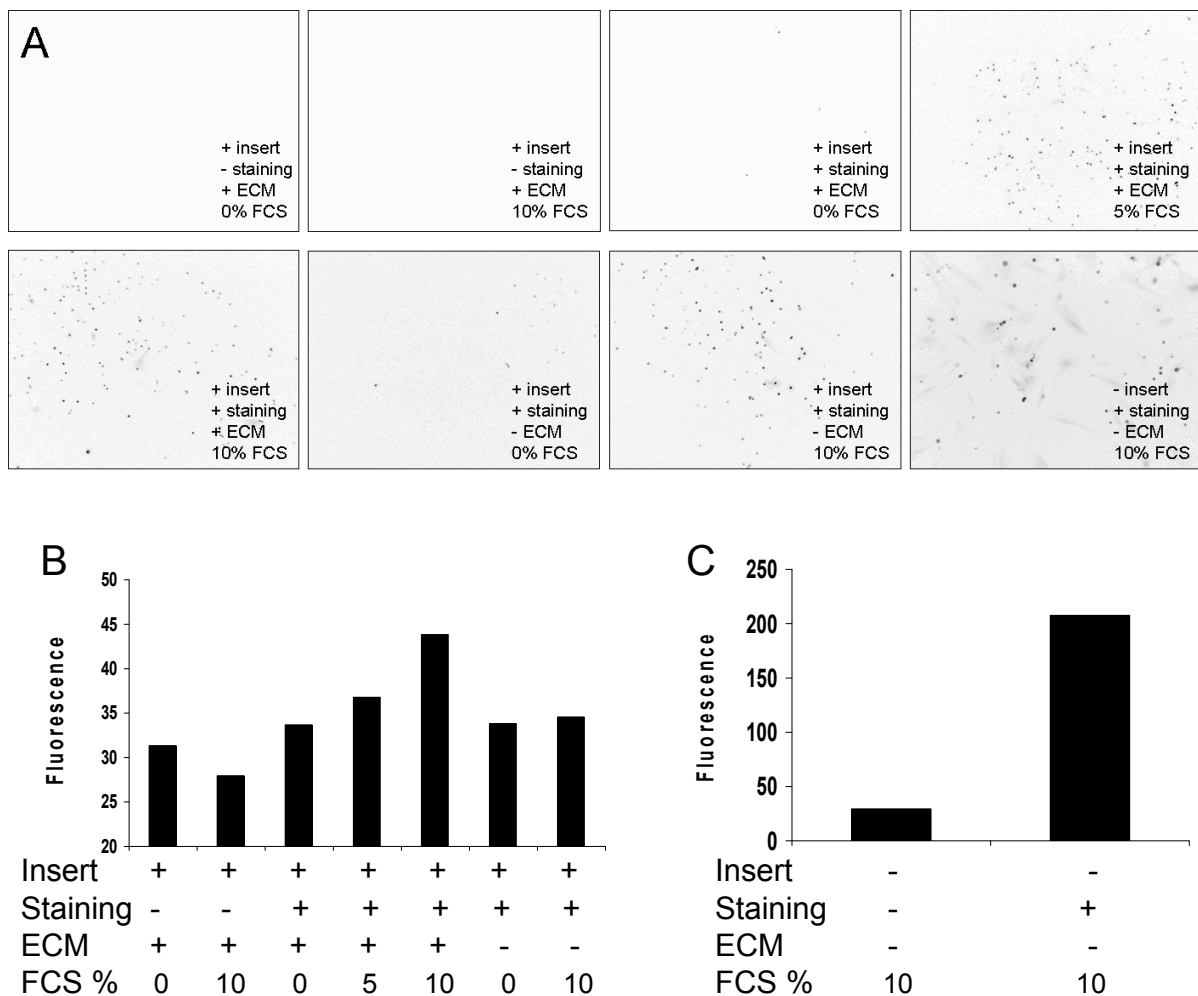 A
+ insert
- staining
+ ECM
0% FCS
+ insert
- staining
+ ECM
10% FCS
+ insert
+ staining
+ ECM
0% FCS
+ insert
+ staining
+ ECM
5% FCS
+ insert
+ staining
+ ECM
10% FCS
+ insert
+ staining
- ECM
0% FCS
+ insert
+ staining
- ECM
10% FCS
- insert
+ staining
- ECM
10% FCS
B
Fluorescence
50
45
40
35
30
25
20
Insert + + + + + + +
Staining - - + + + + +
ECM + + + + + - -
FCS % 0 10 0 5 10 0 10
C
Fluorescence
250
200
150
100
50
0
Insert - -
Staining - +
ECM - -
FCS % 10 10